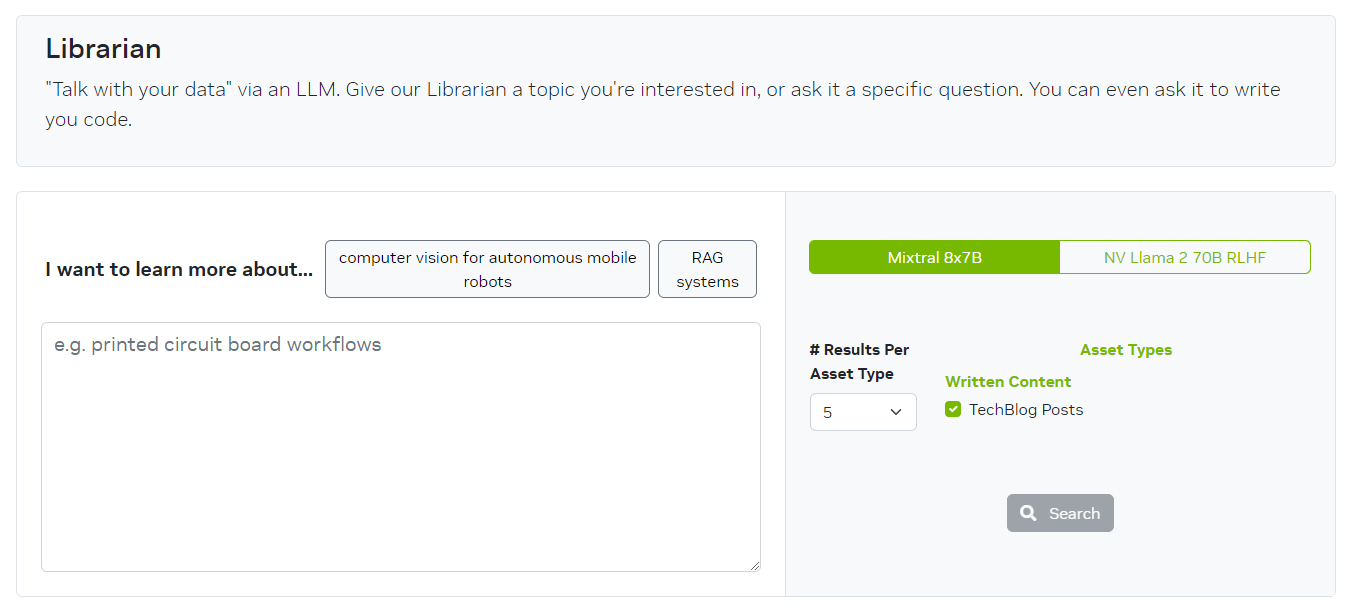 Librarian
"Talk with your data" via an LLM. Give our Librarian a topic you're interested in, or ask it a specific question. You can even ask it to write
you code.
I want to learn more about...
computer vision for autonomous mobile
robots
RAG
systems
e.g. printed circuit board workflows
Mixtral 8x7B
NV Llama 2 70B RLHF
# Results Per
Asset Type
5
Asset Types
Written Content
TechBlog Posts
Search